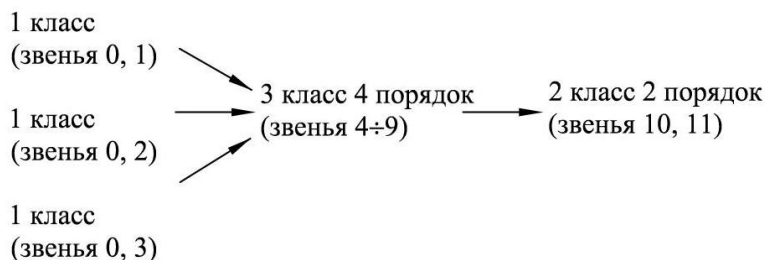 1 класс
(звенья 0, 1)
1 класс
(звенья 0, 2)
1 класс
(звенья 0, 3)
3 класс 4 порядок
(звенья 4÷9)
2 класс 2 порядок
(звенья 10, 11)